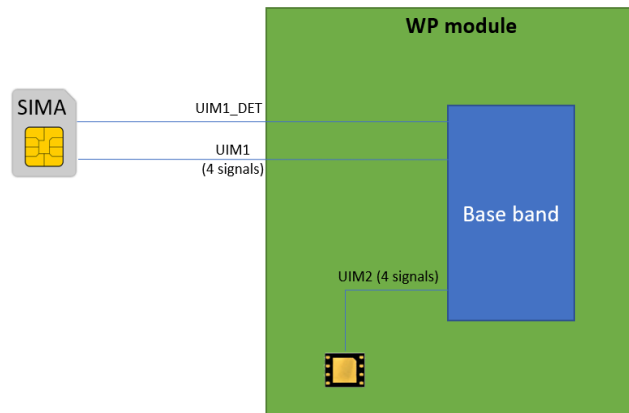 WP module
SIMA
UIM1_DET
UIM1
(4 signals)
Base band
UIM2 (4 signals)